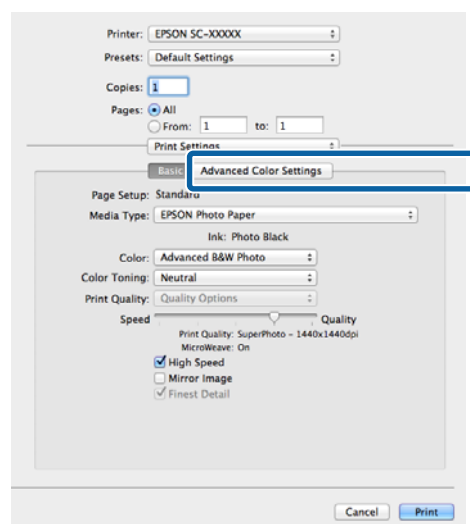 Printer: EPSON SC-XXXXX
Presets: Default Settings
Copies: 1
Pages: All
From: 1 to: 1
Print Settings
Basic Advanced Color Settings
Page Setup: Standard
Media Type: EPSON Photo Paper
Ink: Photo Black
Color: Advanced B&W Photo
Color Toning: Neutral
Print Quality: Quality Options
Speed Quality
Print Quality: SuperPhoto - 1440x1440dpi
MicroWeave: On
High Speed
Mirror Image
Finest Detail
Cancel Print